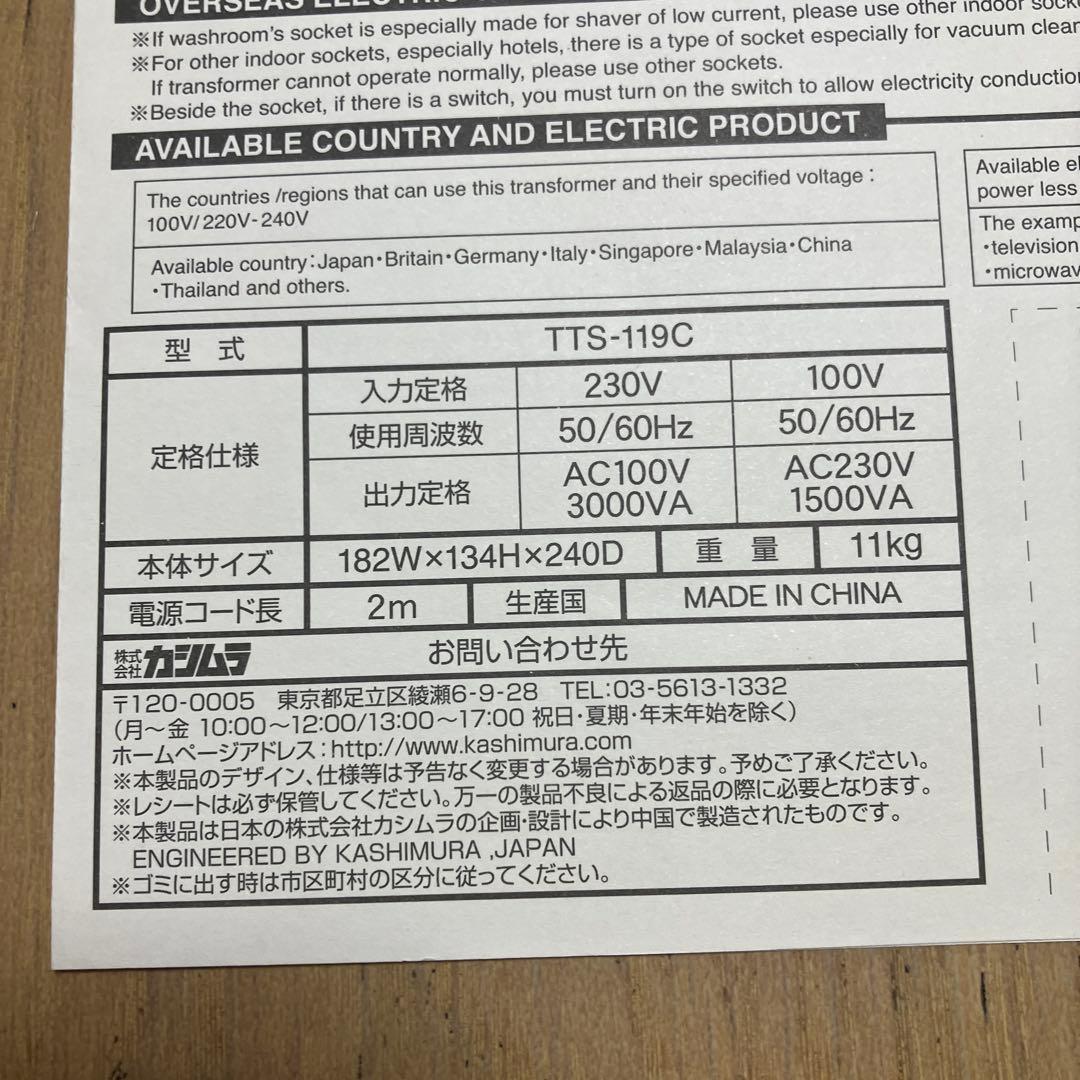 OVERSEAS
※If washroom's socket is especially made for shaver of low current, please use other indoor
※For other indoor sockets, especially hotels, there is a type of socket especially for vacuum
If transformer cannot operate normally, please use other sockets.
※Beside the socket, if there is a switch, you must turn on the switch to allow electricity
AVAILABLE COUNTRY AND ELECTRIC PRODUCT
The countries /regions that can use this transformer and their specified voltage :
100V/ 220V-240V
Available country:Japan・Britain・Germany・Italy・Singapore・Malaysia・China
・Thailand and others.
Available
power less
The
・television
型 式 TTS-119C
定格仕様
入力定格 230V 100V
使用周波数 50/60Hz 50/60Hz
出力定格 AC100V 3000VA AC230V 1500VA
本体サイズ 182W×134H×240D 重 量 11kg
電源コード長 2m 生産国 MADE IN CHINA
株式会社カシムラ お問い合わせ先
〒120-0005 東京都足立区綾瀬6-9-28 TEL:03-5613-1332
(月～金 10:00～12:00/13:00～17:00 祝日・夏期・年末年始を除く)
ホームページアドレス:http://www.kashimura.com
※本製品のデザイン、仕様等は予告なく変更する場合があります。予めご了承ください。
※レシートは必ず保管してください。万一の製品不良による返品の際に必要となります。
※本製品は日本の株式会社カシムラの企画・設計により中国で製造されたものです。
ENGINEERED BY KASHIMURA ,JAPAN
※ゴミに出す時は市区町村の区分に従ってください。